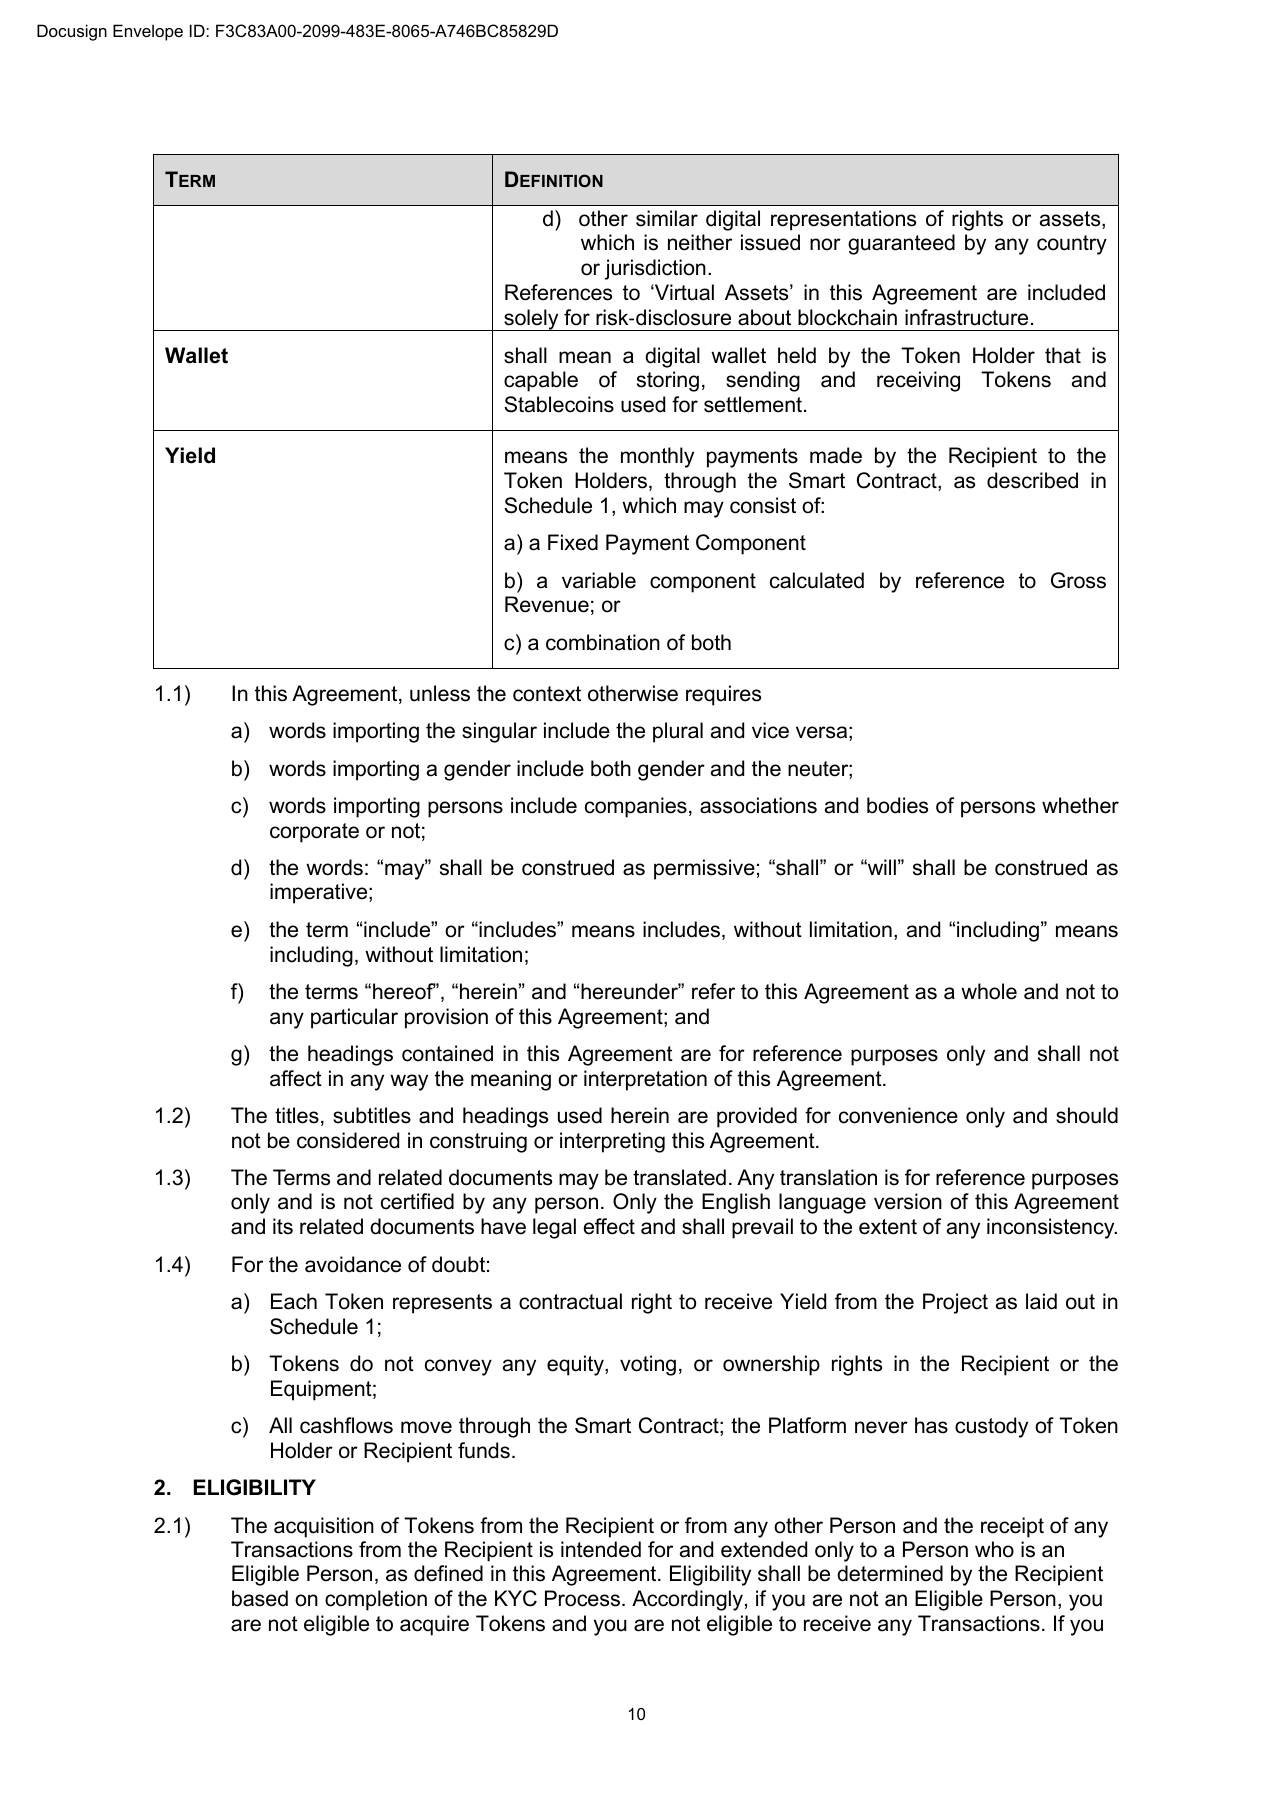 Docusign Envelope ID: F3C83A00-2099-483E-8065-A746BC85829D
TERM
DEFINITION
d) other similar digital representations of rights or assets,
which is neither issued nor guaranteed by any country
or jurisdiction.
References to ‘Virtual Assets’ in this Agreement are included
solely for risk-disclosure about blockchain infrastructure.
Wallet
shall mean a digital wallet held by the Token Holder that is
capable of storing, sending and receiving Tokens and
Stablecoins used for settlement.
Yield
means the monthly payments made by the Recipient to the
Token Holders, through the Smart Contract, as described in
Schedule 1, which may consist of:
a) a Fixed Payment Component
b) a variable component calculated by reference to Gross
Revenue; or
c) a combination of both
1.1) In this Agreement, unless the context otherwise requires
a) words importing the singular include the plural and vice versa;
b) words importing a gender include both gender and the neuter;
c) words importing persons include companies, associations and bodies of persons whether
corporate or not;
d) the words: “may” shall be construed as permissive; “shall” or “will” shall be construed as
imperative;
e) the term “include” or “includes” means includes, without limitation, and “including” means
including, without limitation;
f) the terms “hereof”, “herein” and “hereunder” refer to this Agreement as a whole and not to
any particular provision of this Agreement; and
g) the headings contained in this Agreement are for reference purposes only and shall not
affect in any way the meaning or interpretation of this Agreement.
1.2) The titles, subtitles and headings used herein are provided for convenience only and should
not be considered in construing or interpreting this Agreement.
1.3) The Terms and related documents may be translated. Any translation is for reference purposes
only and is not certified by any person. Only the English language version of this Agreement
and its related documents have legal effect and shall prevail to the extent of any inconsistency.
1.4) For the avoidance of doubt:
a) Each Token represents a contractual right to receive Yield from the Project as laid out in
Schedule 1;
b) Tokens do not convey any equity, voting, or ownership rights in the Recipient or the
Equipment;
c) All cashflows move through the Smart Contract; the Platform never has custody of Token
Holder or Recipient funds.
2. ELIGIBILITY
2.1) The acquisition of Tokens from the Recipient or from any other Person and the receipt of any
Transactions from the Recipient is intended for and extended only to a Person who is an
Eligible Person, as defined in this Agreement. Eligibility shall be determined by the Recipient
based on completion of the KYC Process. Accordingly, if you are not an Eligible Person, you
are not eligible to acquire Tokens and you are not eligible to receive any Transactions. If you
10